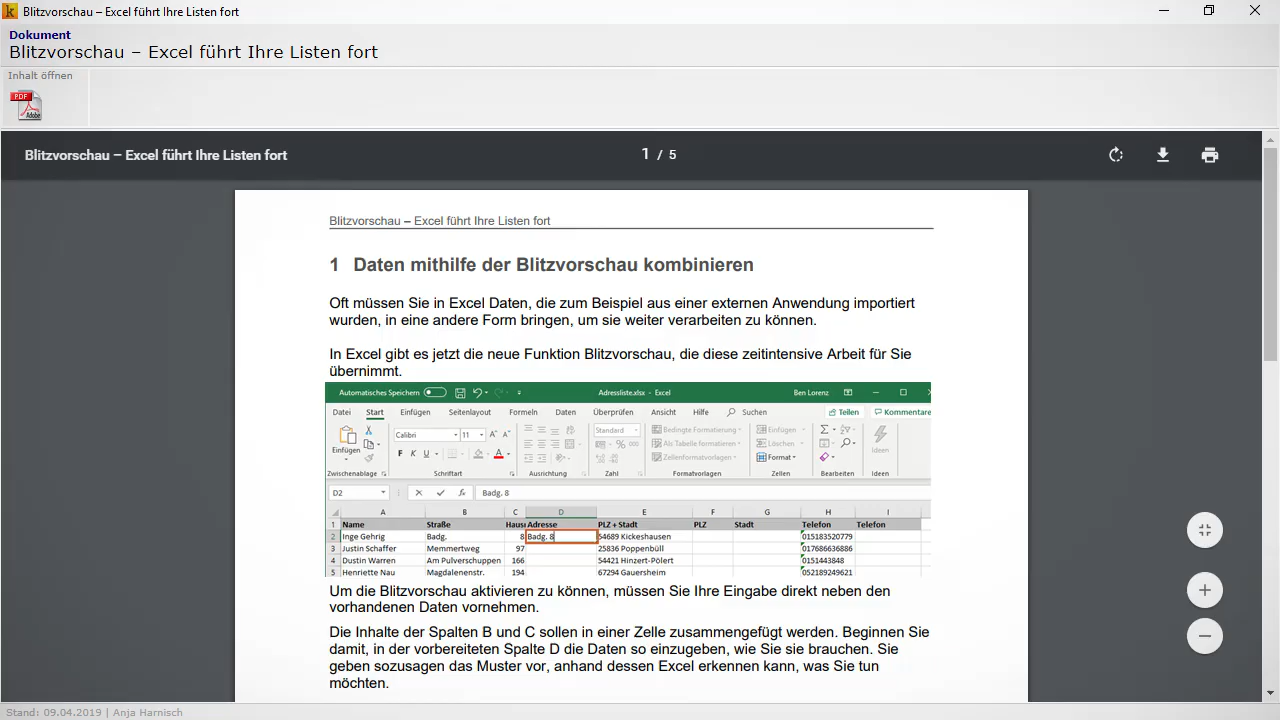 Blitzvorschau – Excel führt Ihre Listen fort
Dokument
Blitzvorschau – Excel führt Ihre Listen fort
Inhalt öffnen
PDF
Adobe
Blitzvorschau – Excel führt Ihre Listen fort
1 / 5
Blitzvorschau – Excel führt Ihre Listen fort
1 Daten mithilfe der Blitzvorschau kombinieren
Oft müssen Sie in Excel Daten, die zum Beispiel aus einer externen Anwendung importiert
wurden, in eine andere Form bringen, um sie weiter verarbeiten zu können.
In Excel gibt es jetzt die neue Funktion Blitzvorschau, die diese zeitintensive Arbeit für Sie
übernimmt.
Automatisches Speichern Adressliste.xlsx - Excel Ben Lorenz
Datei Start Einfügen Seitenlayout Formeln Daten Überprüfen Ansicht Hilfe Suchen Teilen Kommentare
Calibri 11 Standard Bedingte Formatierung Einfügen
Als Tabelle formatieren Löschen
Einfügen F K U Zellenformatvorlagen Format Ideen
Zwischenablage Schriftart Ausrichtung Zahl Formatvorlagen Zellen Bearbeiten Ideen
D2 fx Badg. 8
A B C D E F G H I
1 Name Straße Haus Adresse PLZ + Stadt PLZ Stadt Telefon Telefon
2 Inge Gehrig Badg. 8 Badg. 8 54689 Kickeshausen 015183520779
3 Justin Schaffer Memmertweg 97 25836 Poppenbüll 017686636886
4 Dustin Warren Am Pulverschuppen 166 54421 Hinzert-Pölert 0151443848
5 Henriette Nau Magdalenenstr. 194 67294 Gauersheim 052189249621
Um die Blitzvorschau aktivieren zu können, müssen Sie Ihre Eingabe direkt neben den
vorhandenen Daten vornehmen.
Die Inhalte der Spalten B und C sollen in einer Zelle zusammengefügt werden. Beginnen Sie
damit, in der vorbereiteten Spalte D die Daten so einzugeben, wie Sie sie brauchen. Sie
geben sozusagen das Muster vor, anhand dessen Excel erkennen kann, was Sie tun
möchten.
Stand: 09.04.2019 | Anja Harnisch